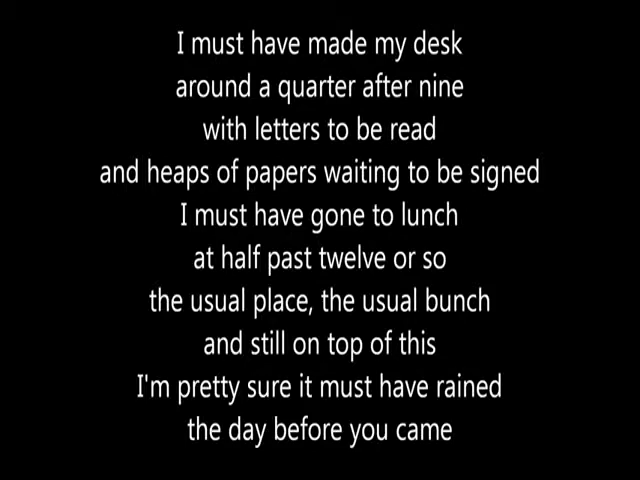 I must have made my desk
around a quarter after nine
with letters to be read
and heaps of papers waiting to be signed
I must have gone to lunch
at half past twelve or so
the usual place, the usual bunch
and still on top of this
I'm pretty sure it must have rained
the day before you came